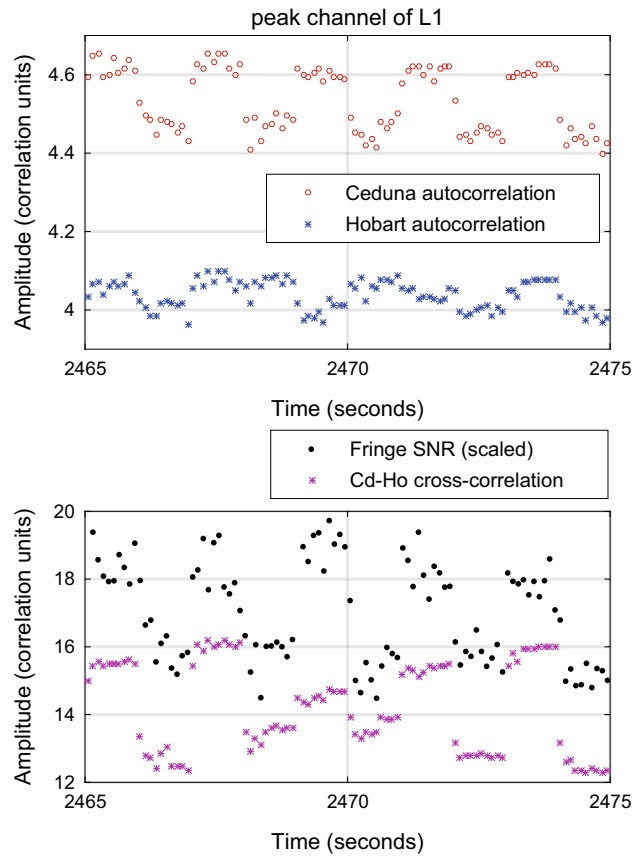 peak channel of L1
Amplitude (correlation units)
4.6
4.4
4.2
4
Ceduna autocorrelation
Hobart autocorrelation
2465
2470
2475
Time (seconds)
Fringe SNR (scaled)
Cd-Ho cross-correlation
Amplitude (correlation units)
20
18
16
14
12
2465
2470
2475
Time (seconds)